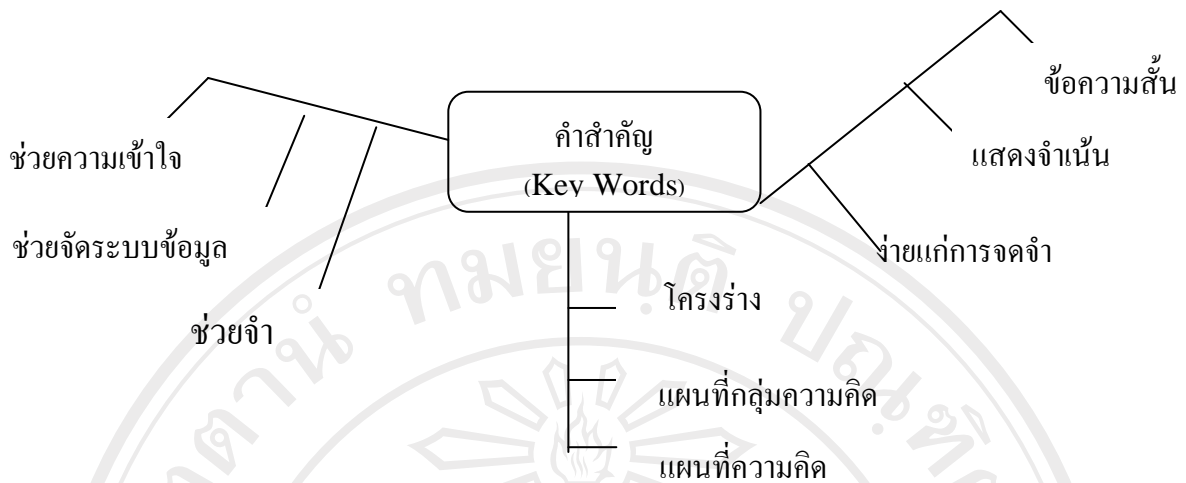 คำสำคัญ
(Key Words)
ช่วยความเข้าใจ
ช่วยจัดระบบข้อมูล
ช่วยจำ
ข้อความสั้น
แสดงจำเน้น
ง่ายแก่การจดจำ
โครงร่าง
แผนที่กลุ่มความคิด
แผนที่ความคิด